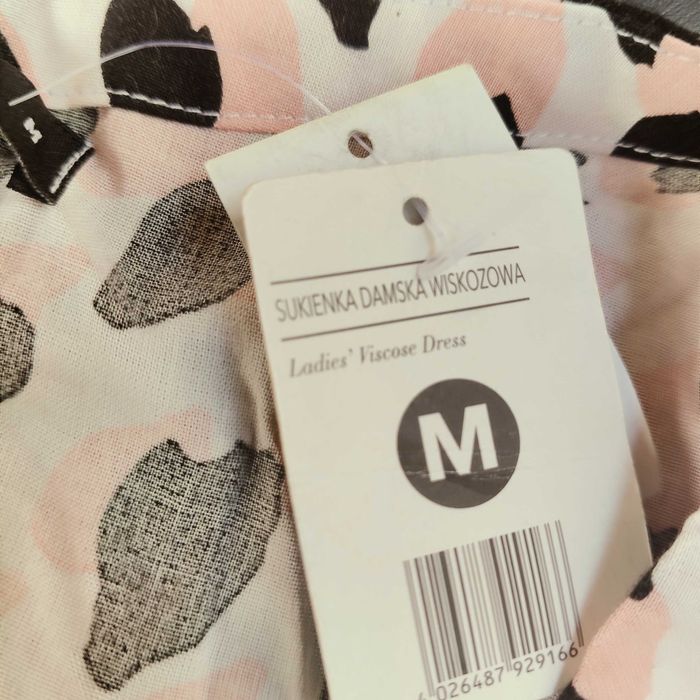 SUKIENKA DAMSKA WISKOZOWA
Ladies' Viscose Dress
M
026487 929166